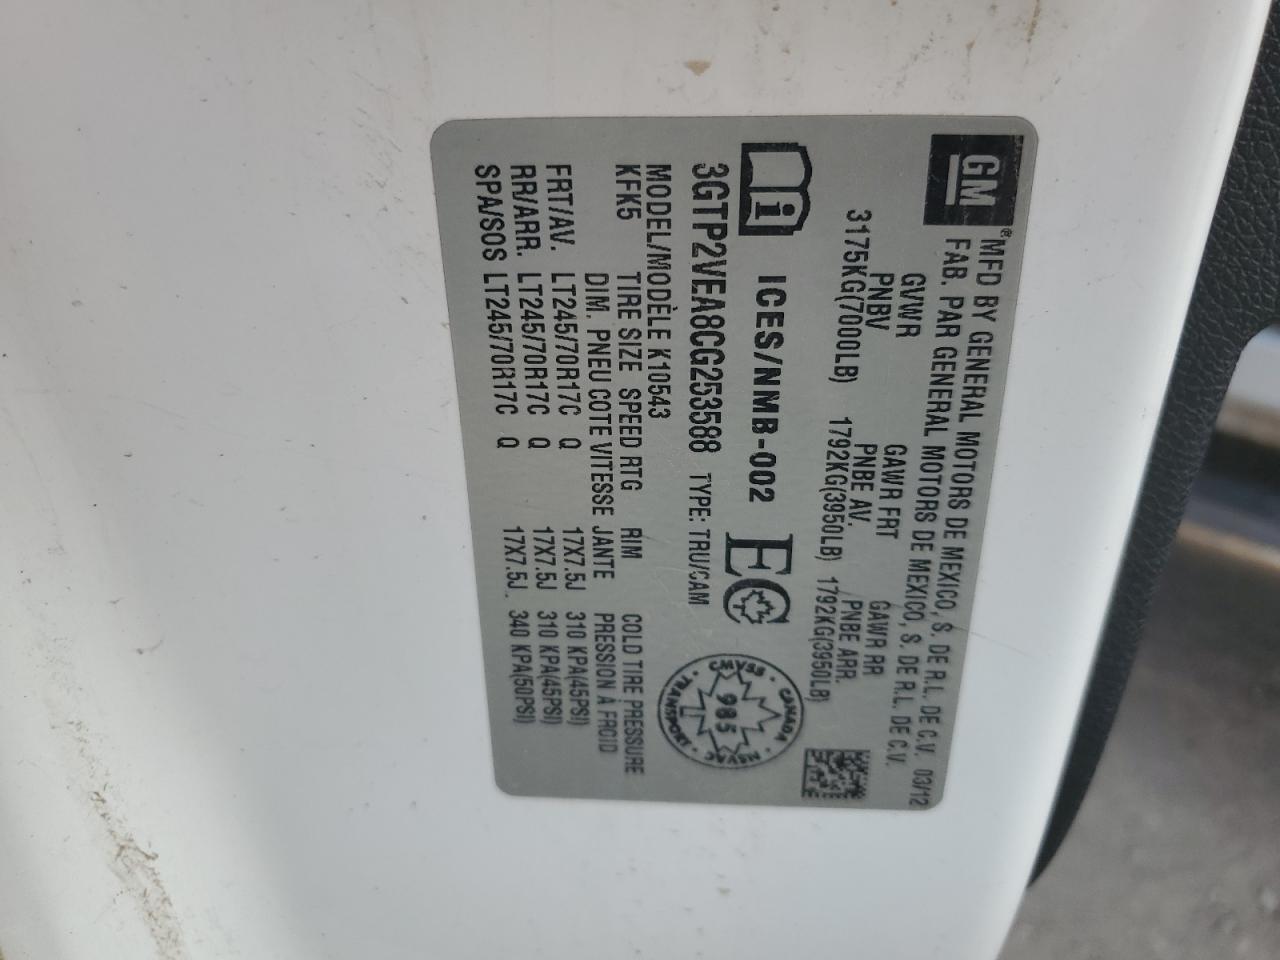 GM® MFD BY GENERAL MOTORS DE MEXICO, S. DE R.L. DE C.V. 03/12
FAB. PAR GENERAL MOTORS DE MEXICO, S. DE R.L. DE C.V.
GVWR GAWR FRT GAWR RR
PNBV PNBE AV. PNBE ARR.
3175KG(7000LB) 1792KG(3950LB) 1792KG(3950LB)
i ICES/NMB-002 EC
CMVSS · CANADA · NSVAC · TRANSPORT ·
985
3GTP2VEA8CG253588 TYPE: TRU/CAM
MODEL/MODÈLE K10543
KFK5 TIRE SIZE SPEED RTG RIM COLD TIRE PRESSURE
DIM. PNEU COTE VITESSE JANTE PRESSION À FROID
FRT/AV. LT245/70R17C Q 17X7.5J 310 KPA(45PSI)
RR/ARR. LT245/70R17C Q 17X7.5J 310 KPA(45PSI)
SPA/SOS LT245/70R17C Q 17X7.5J 340 KPA(50PSI)